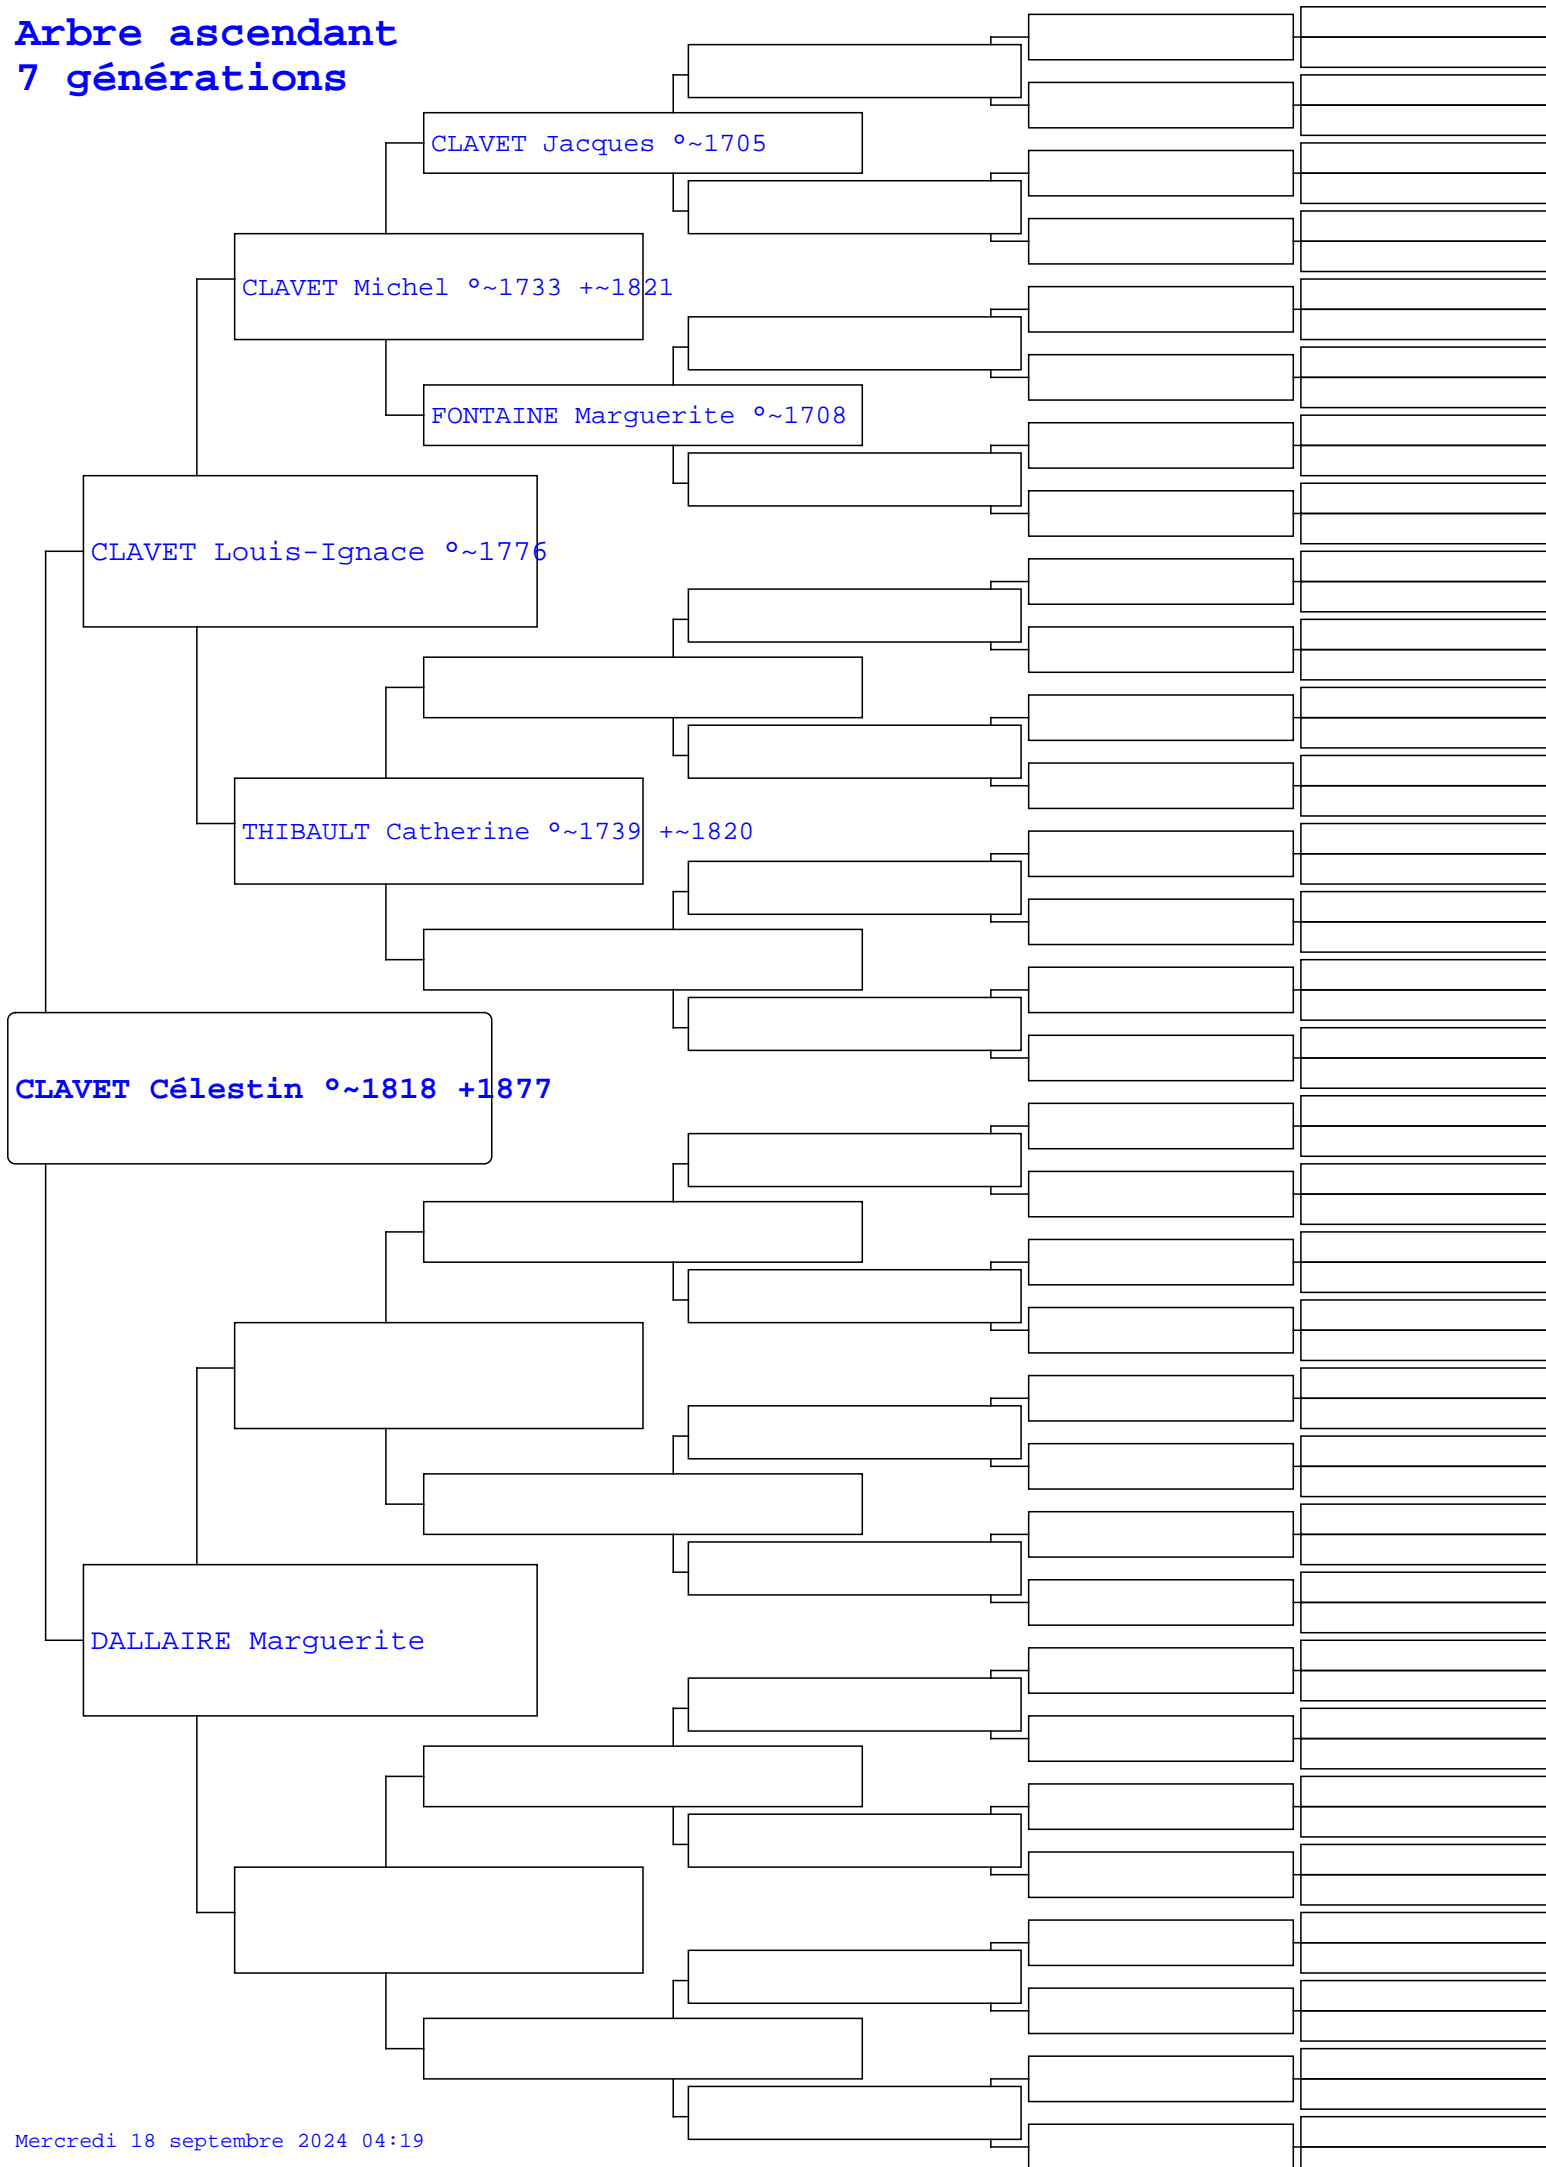 Arbre ascendant
7 générations
CLAVET Jacques °~1705
CLAVET Michel °~1733 +~1821
FONTAINE Marguerite °~1708
CLAVET Louis-Ignace °~1776
THIBAULT Catherine °~1739 +~1820
CLAVET Célestin °~1818 +1877
DALLAIRE Marguerite
Mercredi 18 septembre 2024 04:19